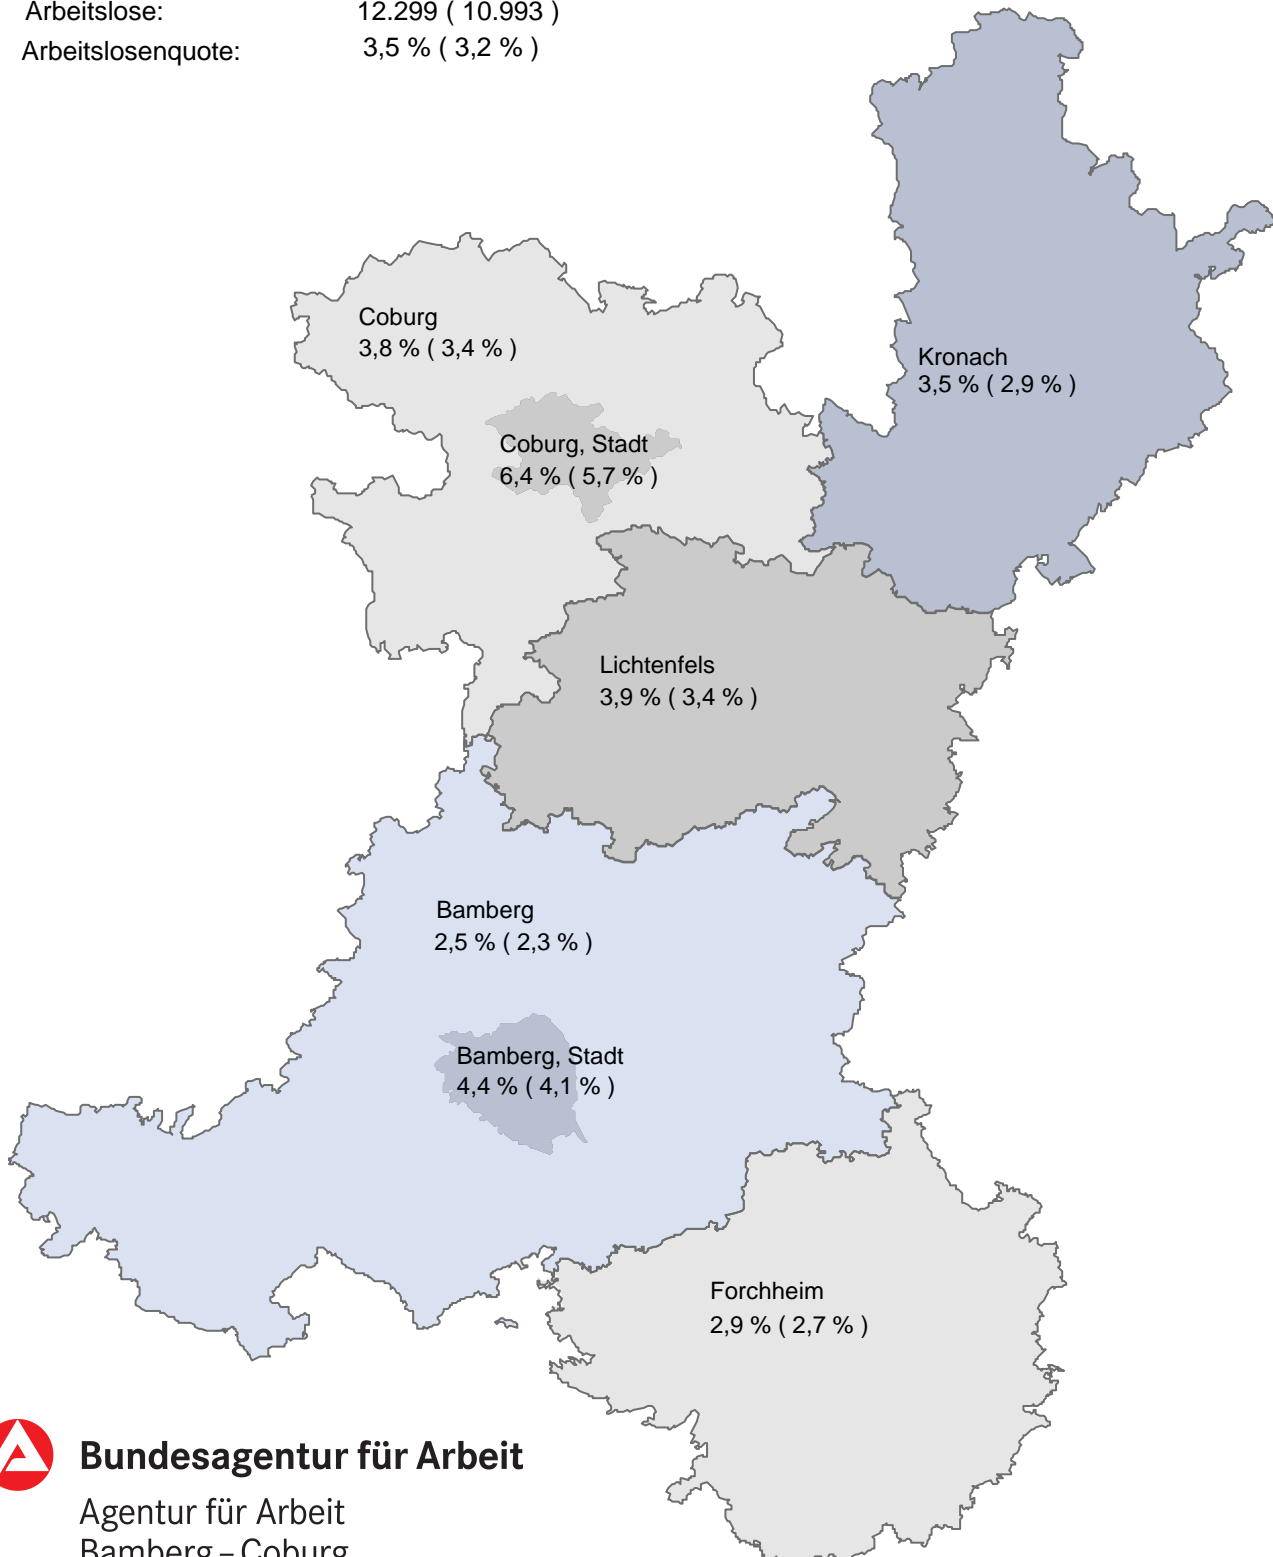 Arbeitslose: 12.299 ( 10.993 )
Arbeitslosenquote: 3,5 % ( 3,2 % )
Coburg
3,8 % ( 3,4 % )
Kronach
3,5 % ( 2,9 % )
Coburg, Stadt
6,4 % ( 5,7 % )
Lichtenfels
3,9 % ( 3,4 % )
Bamberg
2,5 % ( 2,3 % )
Bamberg, Stadt
4,4 % ( 4,1 % )
Forchheim
2,9 % ( 2,7 % )
Bundesagentur für Arbeit
Agentur für Arbeit
Bamberg – Coburg